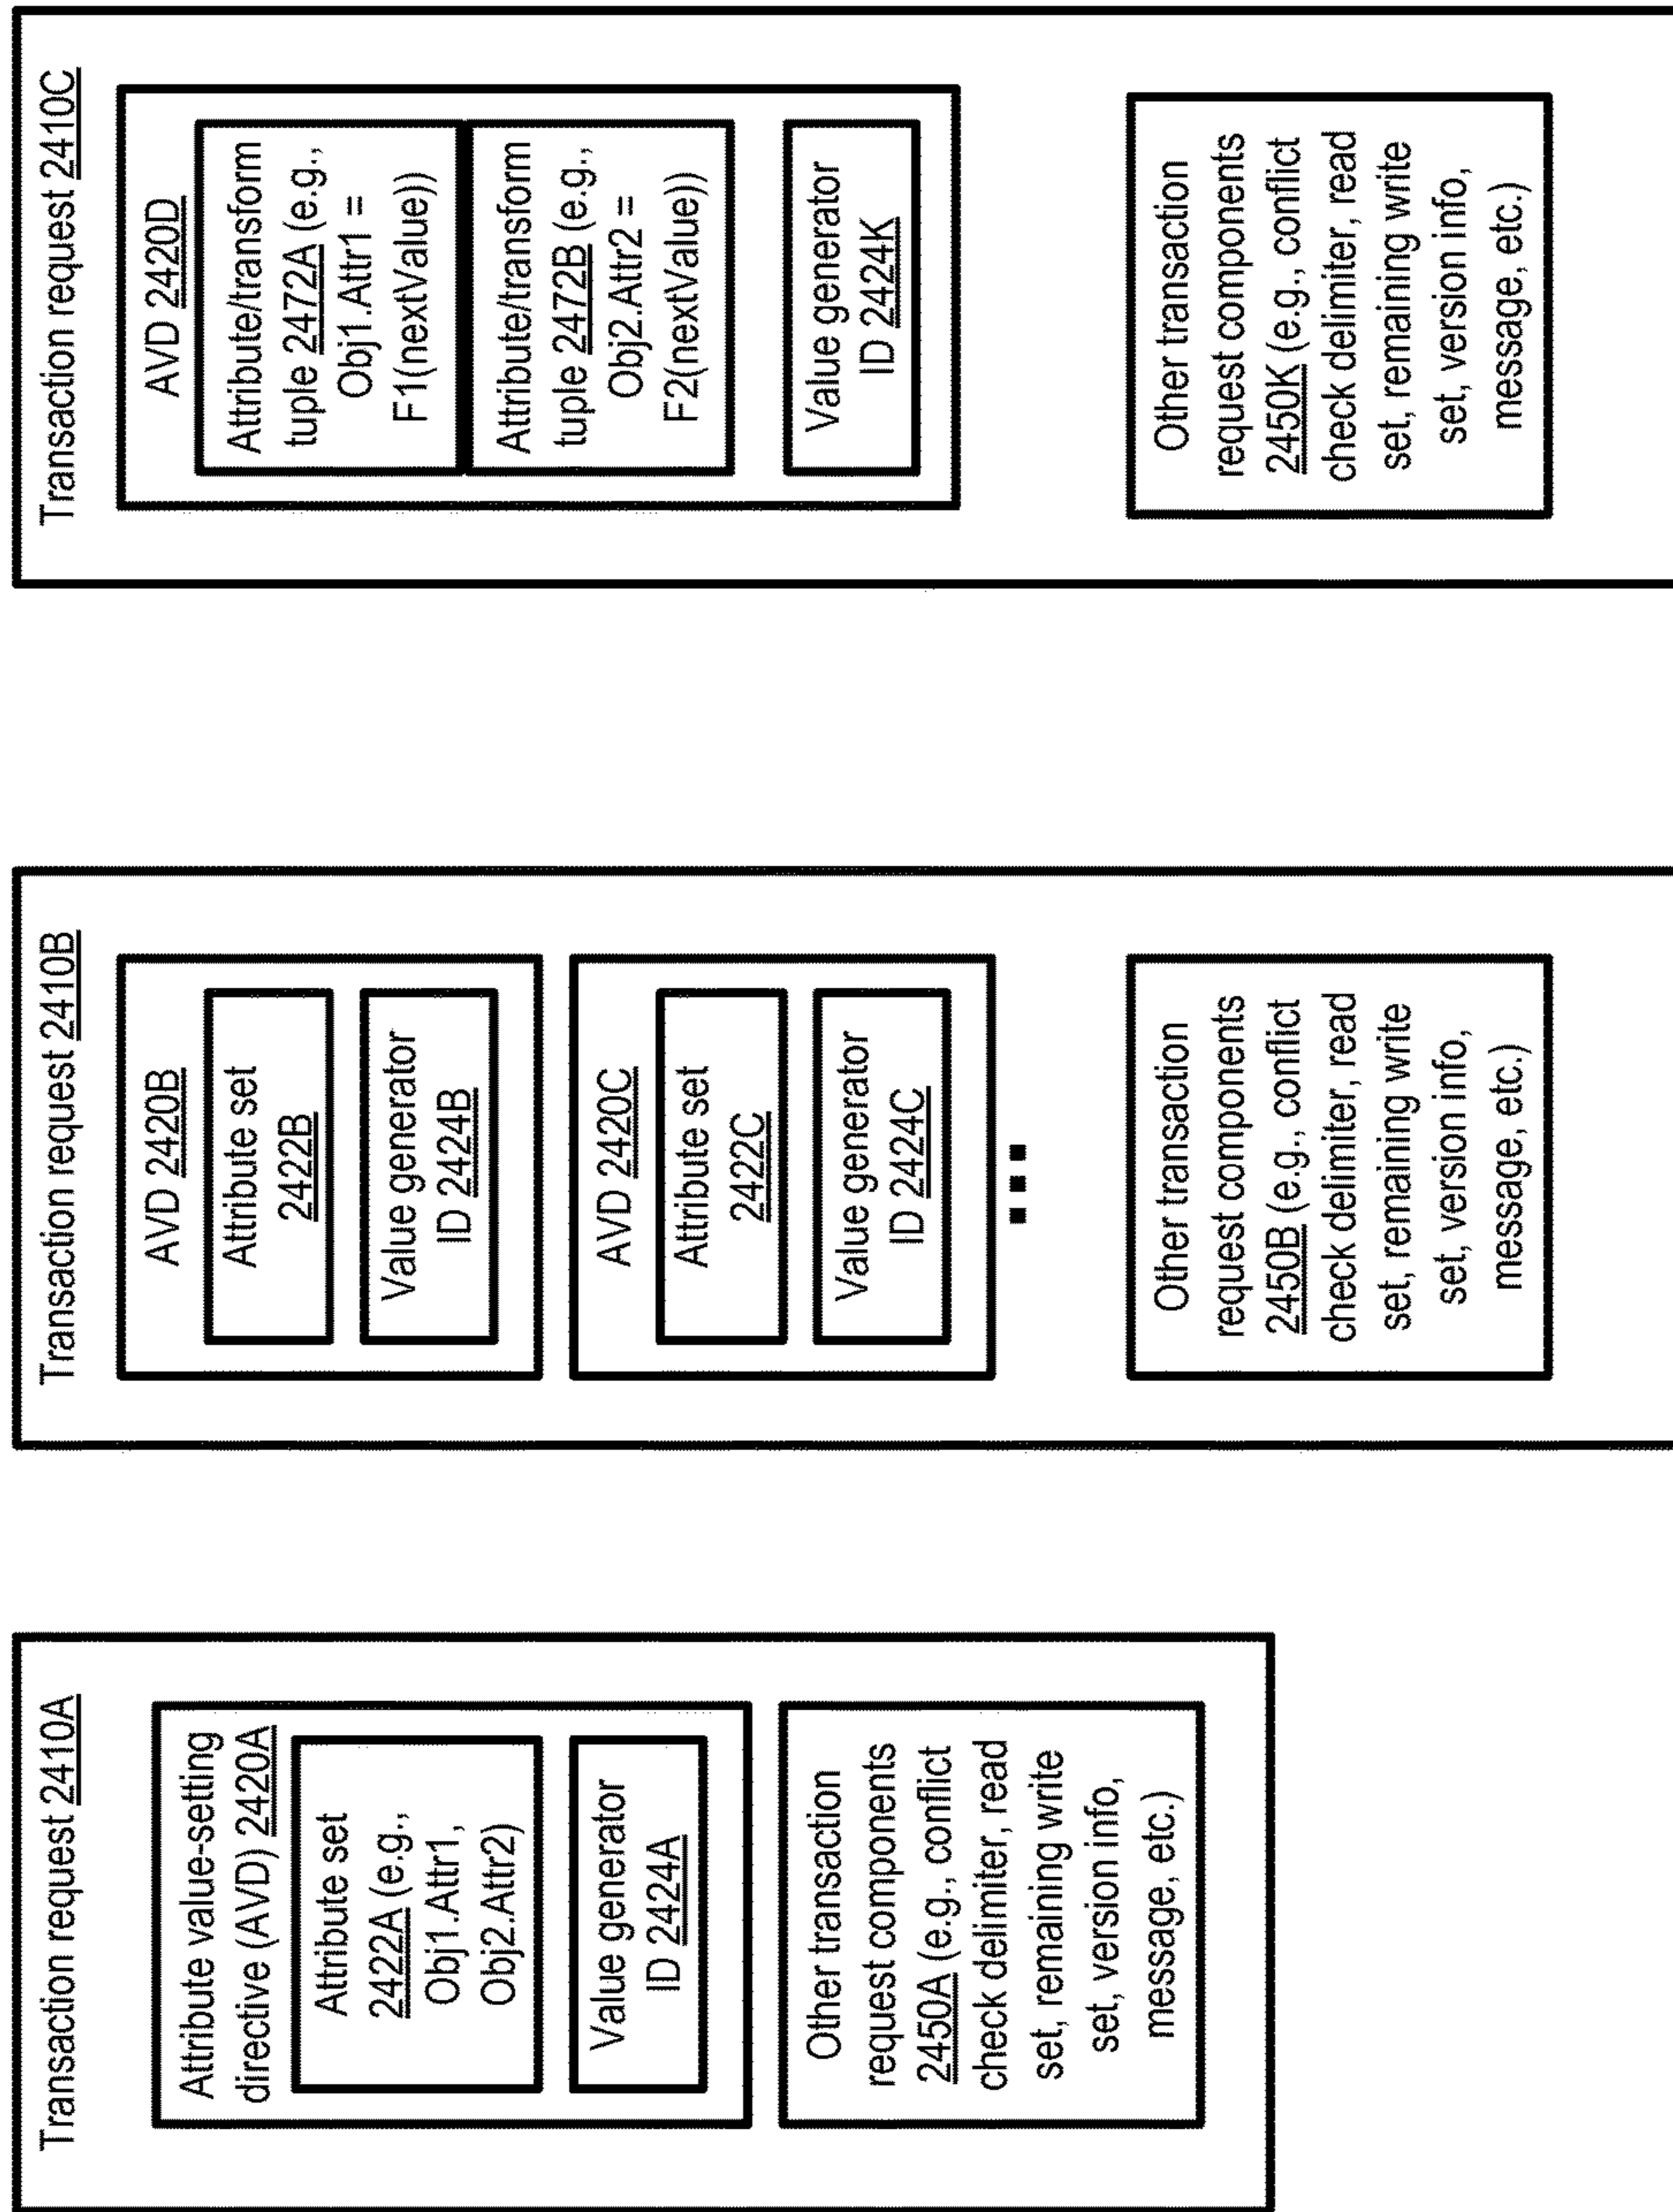 Transaction request 2410A
Attribute value-setting
directive (AVD) 2420A
Attribute set
2422A (e.g.,
Obj1.Attr1,
Obj2.Attr2)
Value generator
ID 2424A
Other transaction
request components
2450A (e.g., conflict
check delimiter, read
set, remaining write
set, version info,
message, etc.)
Transaction request 2410B
AVD 2420B
Attribute set
2422B
Value generator
ID 2424B
AVD 2420C
Attribute set
2422C
Value generator
ID 2424C
Other transaction
request components
2450B (e.g., conflict
check delimiter, read
set, remaining write
set, version info,
message, etc.)
Transaction request 2410C
AVD 2420D
Attribute/transform
tuple 2472A (e.g.,
Obj1.Attr1 =
F1(nextValue))
Attribute/transform
tuple 2472B (e.g.,
Obj2.Attr2 =
F2(nextValue))
Value generator
ID 2424K
Other transaction
request components
2450K (e.g., conflict
check delimiter, read
set, remaining write
set, version info,
message, etc.)